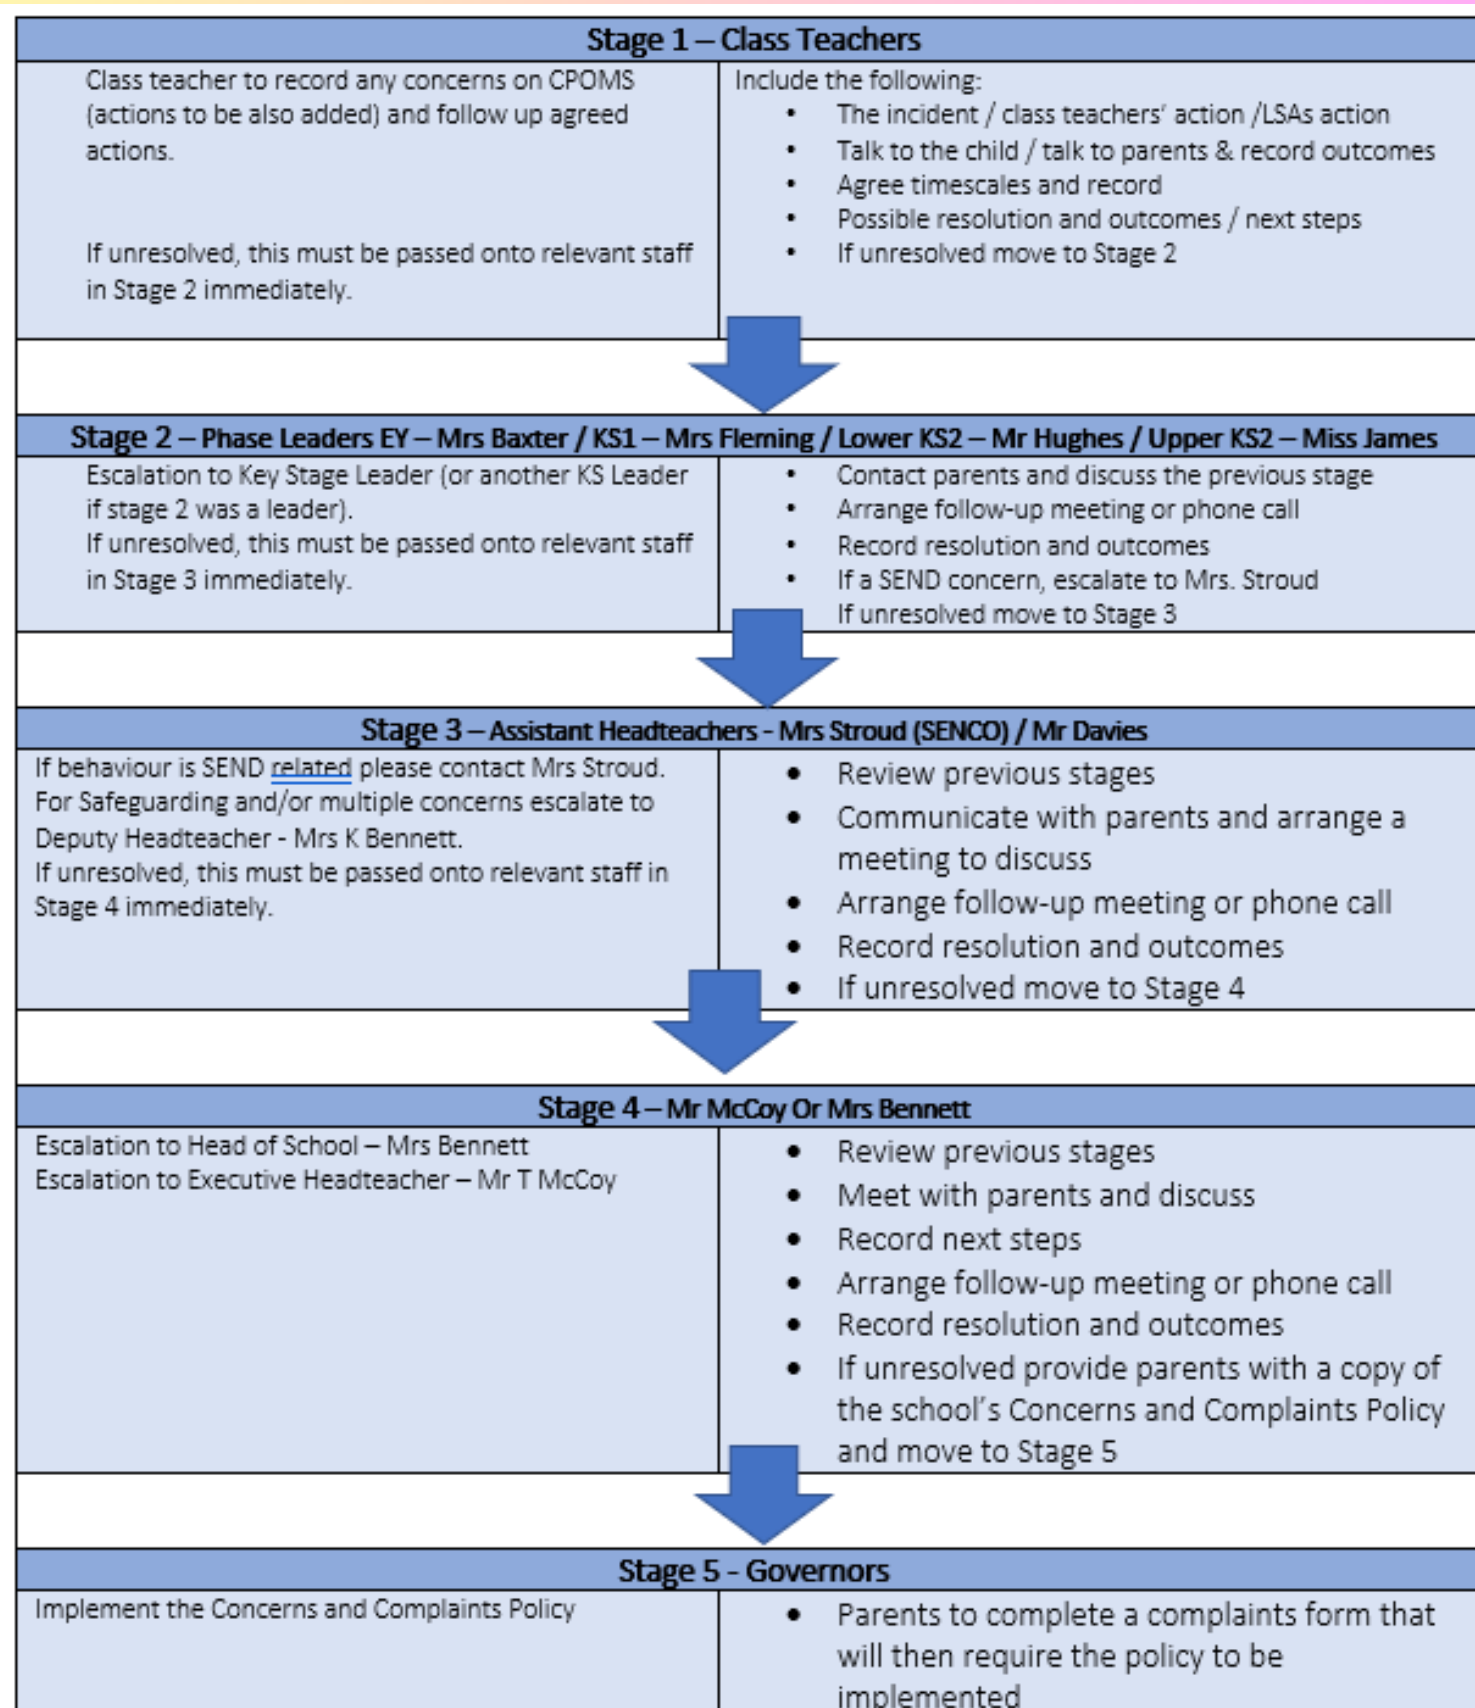 Stage 1 – Class Teachers
Class teacher to record any concerns on CPOMS
(actions to be also added) and follow up agreed
actions.
If unresolved, this must be passed onto relevant staff
in Stage 2 immediately.
Include the following:
• The incident / class teachers' action /LSAs action
• Talk to the child / talk to parents & record outcomes
• Agree timescales and record
• Possible resolution and outcomes / next steps
• If unresolved move to Stage 2
Stage 2 – Phase Leaders EY – Mrs Baxter / KS1 – Mrs Fleming / Lower KS2 – Mr Hughes / Upper KS2 – Miss James
Escalation to Key Stage Leader (or another KS Leader
if stage 2 was a leader).
If unresolved, this must be passed onto relevant staff
in Stage 3 immediately.
• Contact parents and discuss the previous stage
• Arrange follow-up meeting or phone call
• Record resolution and outcomes
• If a SEND concern, escalate to Mrs. Stroud
If unresolved move to Stage 3
Stage 3 – Assistant Headteachers - Mrs Stroud (SENCO) / Mr Davies
If behaviour is SEND related please contact Mrs Stroud.
For Safeguarding and/or multiple concerns escalate to
Deputy Headteacher - Mrs K Bennett.
If unresolved, this must be passed onto relevant staff in
Stage 4 immediately.
• Review previous stages
• Communicate with parents and arrange a
meeting to discuss
• Arrange follow-up meeting or phone call
• Record resolution and outcomes
• If unresolved move to Stage 4
Stage 4 – Mr McCoy Or Mrs Bennett
Escalation to Head of School – Mrs Bennett
Escalation to Executive Headteacher – Mr T McCoy
• Review previous stages
• Meet with parents and discuss
• Record next steps
• Arrange follow-up meeting or phone call
• Record resolution and outcomes
• If unresolved provide parents with a copy of
the school's Concerns and Complaints Policy
and move to Stage 5
Stage 5 - Governors
Implement the Concerns and Complaints Policy
• Parents to complete a complaints form that
will then require the policy to be
implemented